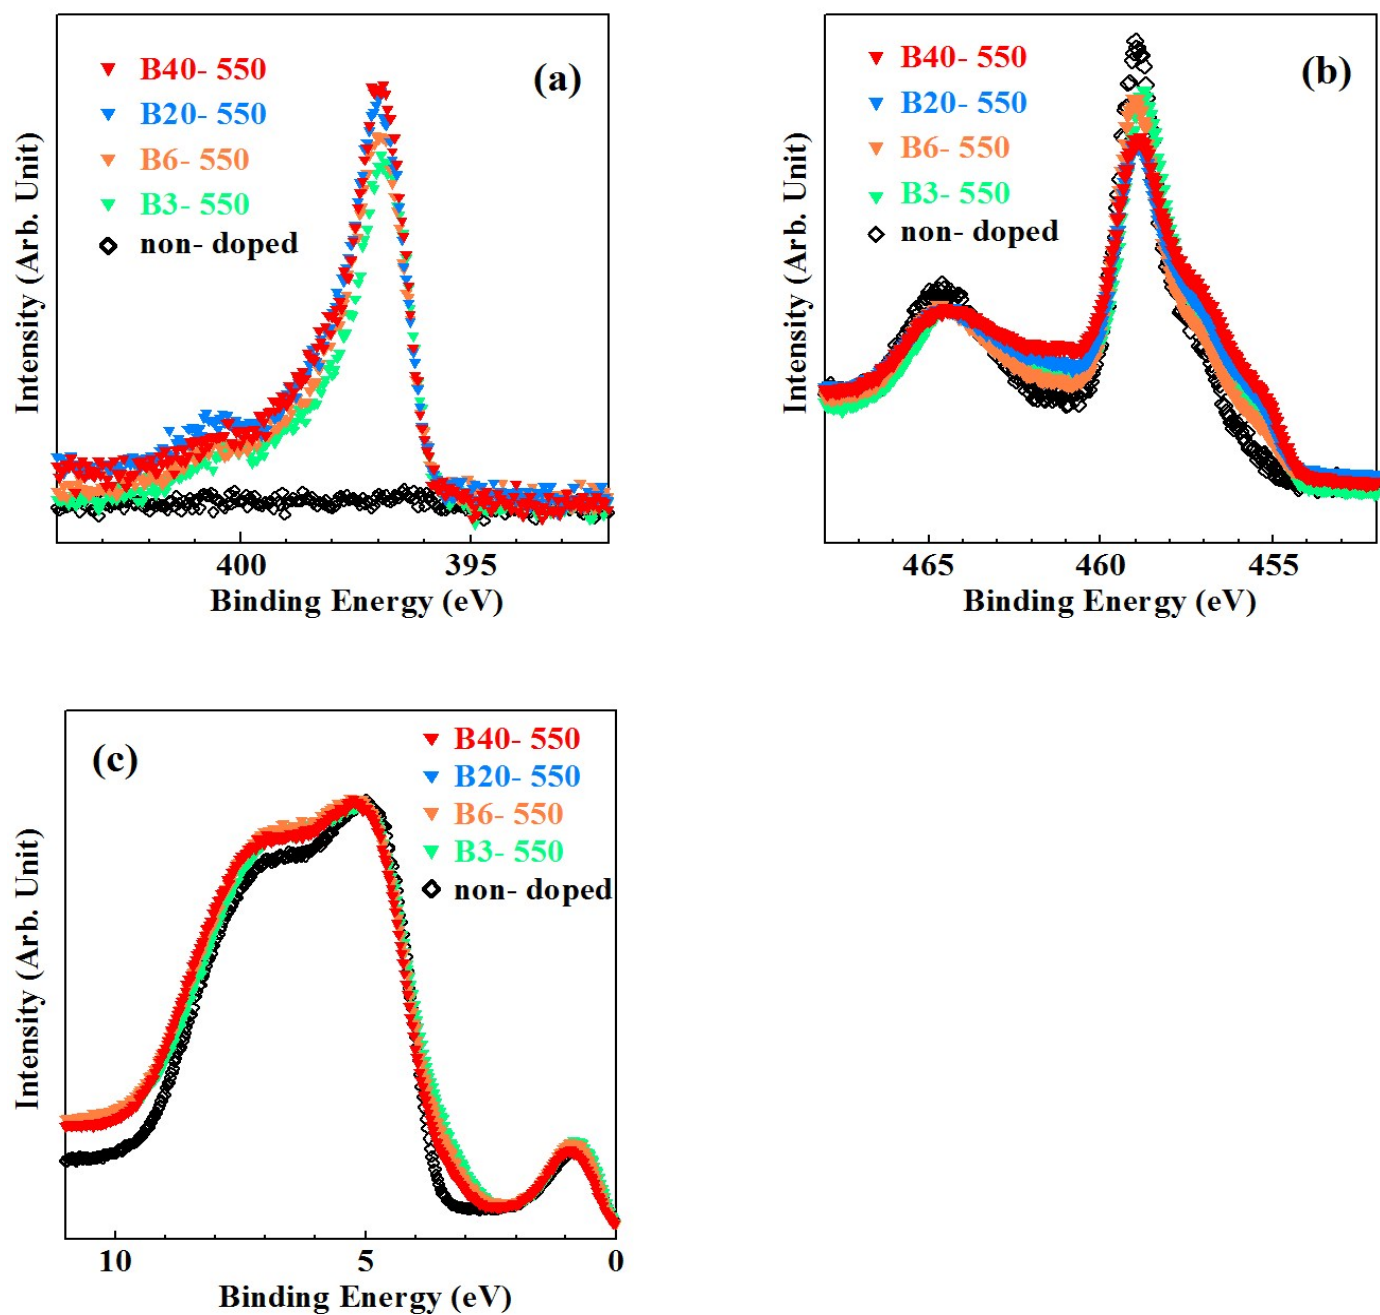 (a)
B40- 550
B20- 550
B6- 550
B3- 550
non- doped
Intensity (Arb. Unit)
400 395
Binding Energy (eV)
(b)
B40- 550
B20- 550
B6- 550
B3- 550
non- doped
Intensity (Arb. Unit)
465 460 455
Binding Energy (eV)
(c)
B40- 550
B20- 550
B6- 550
B3- 550
non- doped
Intensity (Arb. Unit)
10 5 0
Binding Energy (eV)